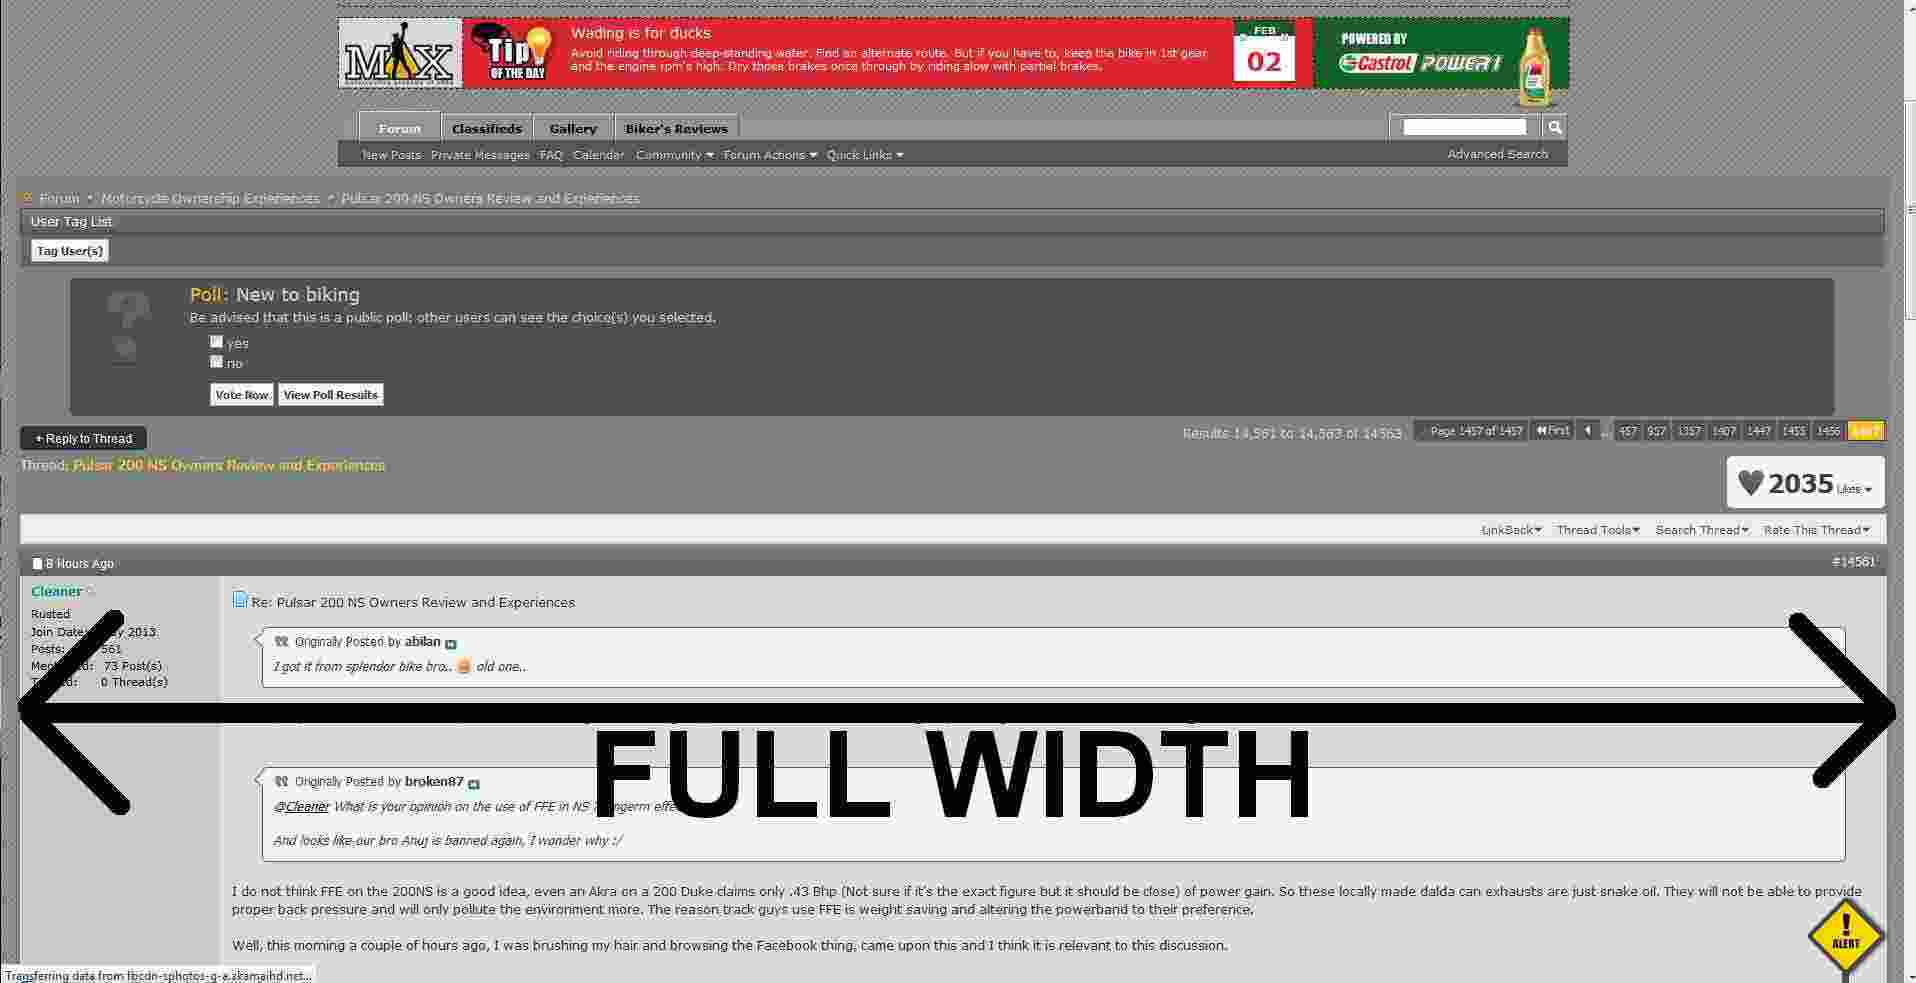 MAX
Tip OF THE DAY
Wading is for ducks
Avoid riding through deep-standing water. Find an alternate route. But if you have to, keep the bike in 1st gear
and the engine rpm's high. Dry those brakes once through by riding slow with partial brakes.
FEB
02
POWERED BY
Castrol POWER1
Forum Classifieds Gallery Biker's Reviews
New Posts Private Messages FAQ Calendar Community Forum Actions Quick Links Advanced Search
Forum Motorcycle Ownership Experiences Pulsar 200 NS Owners Review and Experiences
User Tag List
Tag User(s)
Poll: New to biking
Be advised that this is a public poll: other users can see the choice(s) you selected.
yes
no
Vote Now View Poll Results
+ Reply to Thread
Results 14,561 to 14,563 of 14563
Page 1457 of 1457 First ... 457 957 1357 1407 1447 1455 1456 1457
Thread: Pulsar 200 NS Owners Review and Experiences
2035 Likes
LinkBack Thread Tools Search Thread Rate This Thread
8 Hours Ago #14561
Cleaner
Rusted
Join Date: 2013
Posts: 561
73 Post(s)
0 Thread(s)
Re: Pulsar 200 NS Owners Review and Experiences
Originally Posted by abilan
I got it from splendor bike bro.. old one..
FULL WIDTH
Originally Posted by broken87
@Cleaner What is your opinion on the use of FFE in NS
And looks like our bro Anuj is banned again, I wonder why :/
I do not think FFE on the 200NS is a good idea, even an Akra on a 200 Duke claims only .43 Bhp (Not sure if it's the exact figure but it should be close) of power gain. So these locally made dalda can exhausts are just snake oil. They will not be able to provide
proper back pressure and will only pollute the environment more. The reason track guys use FFE is weight saving and altering the powerband to their preference.
Well, this morning a couple of hours ago, I was brushing my hair and browsing the Facebook thing, came upon this and I think it is relevant to this discussion.
! ALERT
Transferring data from fbcdn-sphotos-g-a.akamaihd.net...